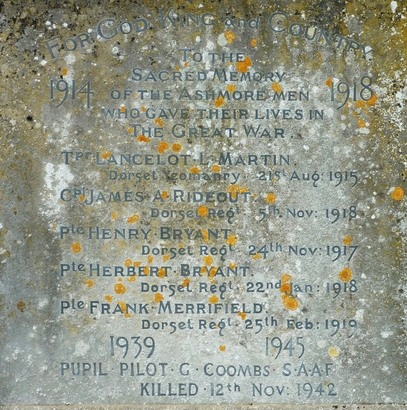 FOR GOD, KING and COUNTRY
TO THE
SACRED MEMORY
1914 OF THE ASHMORE MEN 1918
WHO GAVE THEIR LIVES IN
THE GREAT WAR.
Tpr LANCELOT·L·MARTIN.
Dorset Yeomanry. 21st Aug: 1915.
Cpl JAMES·A·RIDEOUT.
Dorset Regt. 5th Nov: 1918.
Pte HENRY·BRYANT.
Dorset Regt. 24th Nov: 1917
Pte HERBERT·BRYANT.
Dorset Regt. 22nd Jan: 1918
Pte FRANK·MERRIFIELD.
Dorset Regt. 25th Feb: 1919
1939 1945
PUPIL PILOT·G·COOMBS·S·A·A·F
KILLED·12th NOV: 1942